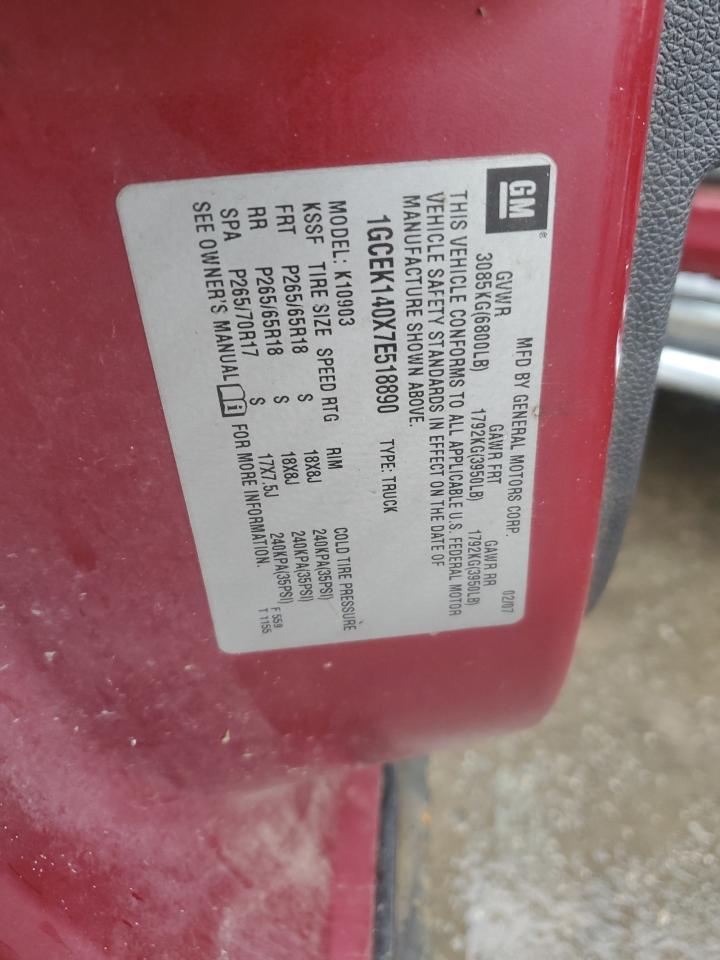 GM®
MFD BY GENERAL MOTORS CORP. 02/07
GVWR GAWR FRT GAWR RR
3085KG(6800LB) 1792KG(3950LB) 1792KG(3950LB)
THIS VEHICLE CONFORMS TO ALL APPLICABLE U.S. FEDERAL MOTOR
VEHICLE SAFETY STANDARDS IN EFFECT ON THE DATE OF
MANUFACTURE SHOWN ABOVE.
1GCEK140X7E518890 TYPE: TRUCK
MODEL: K10903
KSSF TIRE SIZE SPEED RTG RIM COLD TIRE PRESSURE
FRT P265/65R18 S 18X8J 240KPA(35PSI)
RR P265/65R18 S 18X8J 240KPA(35PSI)
SPA P265/70R17 S 17X7.5J 240KPA(35PSI)
SEE OWNER'S MANUAL FOR MORE INFORMATION.
F 559
T 1155